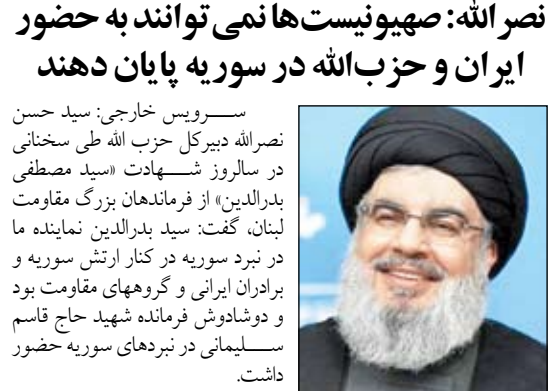 نصرالله: صهیونیست‌ها نمی توانند به حضور
ایران و حزب‌الله در سوریه پایان دهند
ســـرویس خارجی: سید حسن
نصرالله دبیرکل حزب الله طی سخنانی
در سالروز شـــهادت «سید مصطفی
بدرالدین» از فرماندهان بزرگ مقاومت
لبنان، گفت: سید بدرالدین نماینده ما
در نبرد سوریه در کنار ارتش سوریه و
برادران ایرانی و گروههای مقاومت بود
و دوشادوش فرمانده شهید حاج قاسم
ســـلیمانی در نبردهای سوریه حضور
داشت.